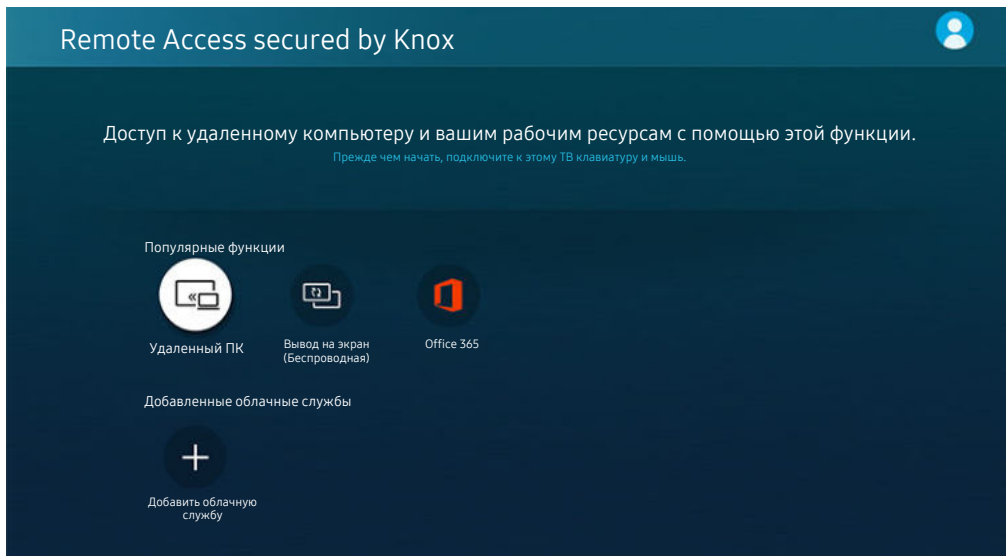 Remote Access secured by Knox
Доступ к удаленному компьютеру и вашим рабочим ресурсам с помощью этой функции.
Прежде чем начать, подключите к этому ТВ клавиатуру и мышь.
Популярные функции
Удаленный ПК
Вывод на экран
(Беспроводная)
Office 365
Добавленные облачные службы
Добавить облачную
службу